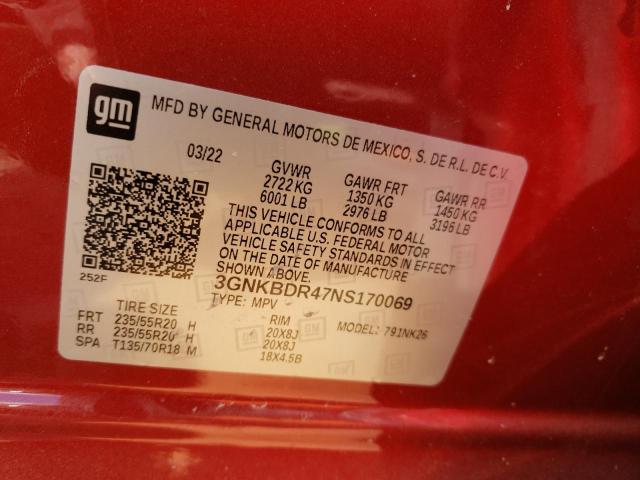 gm
MFD BY GENERAL MOTORS DE MEXICO, S. DE R.L. DE C.V.
03/22
GVWR
2722 KG
6001 LB
GAWR FRT
1350 KG
2976 LB
GAWR RR
1450 KG
3196 LB
THIS VEHICLE CONFORMS TO ALL
APPLICABLE U.S. FEDERAL MOTOR
VEHICLE SAFETY STANDARDS IN EFFECT
ON THE DATE OF MANUFACTURE
SHOWN ABOVE.
252F
3GNKBDR47NS170069
TYPE: MPV
MODEL: 791NK26
TIRE SIZE RIM
FRT 235/55R20 H 20X8J
RR 235/55R20 H 20X8J
SPA T135/70R18 M 18X4.5B